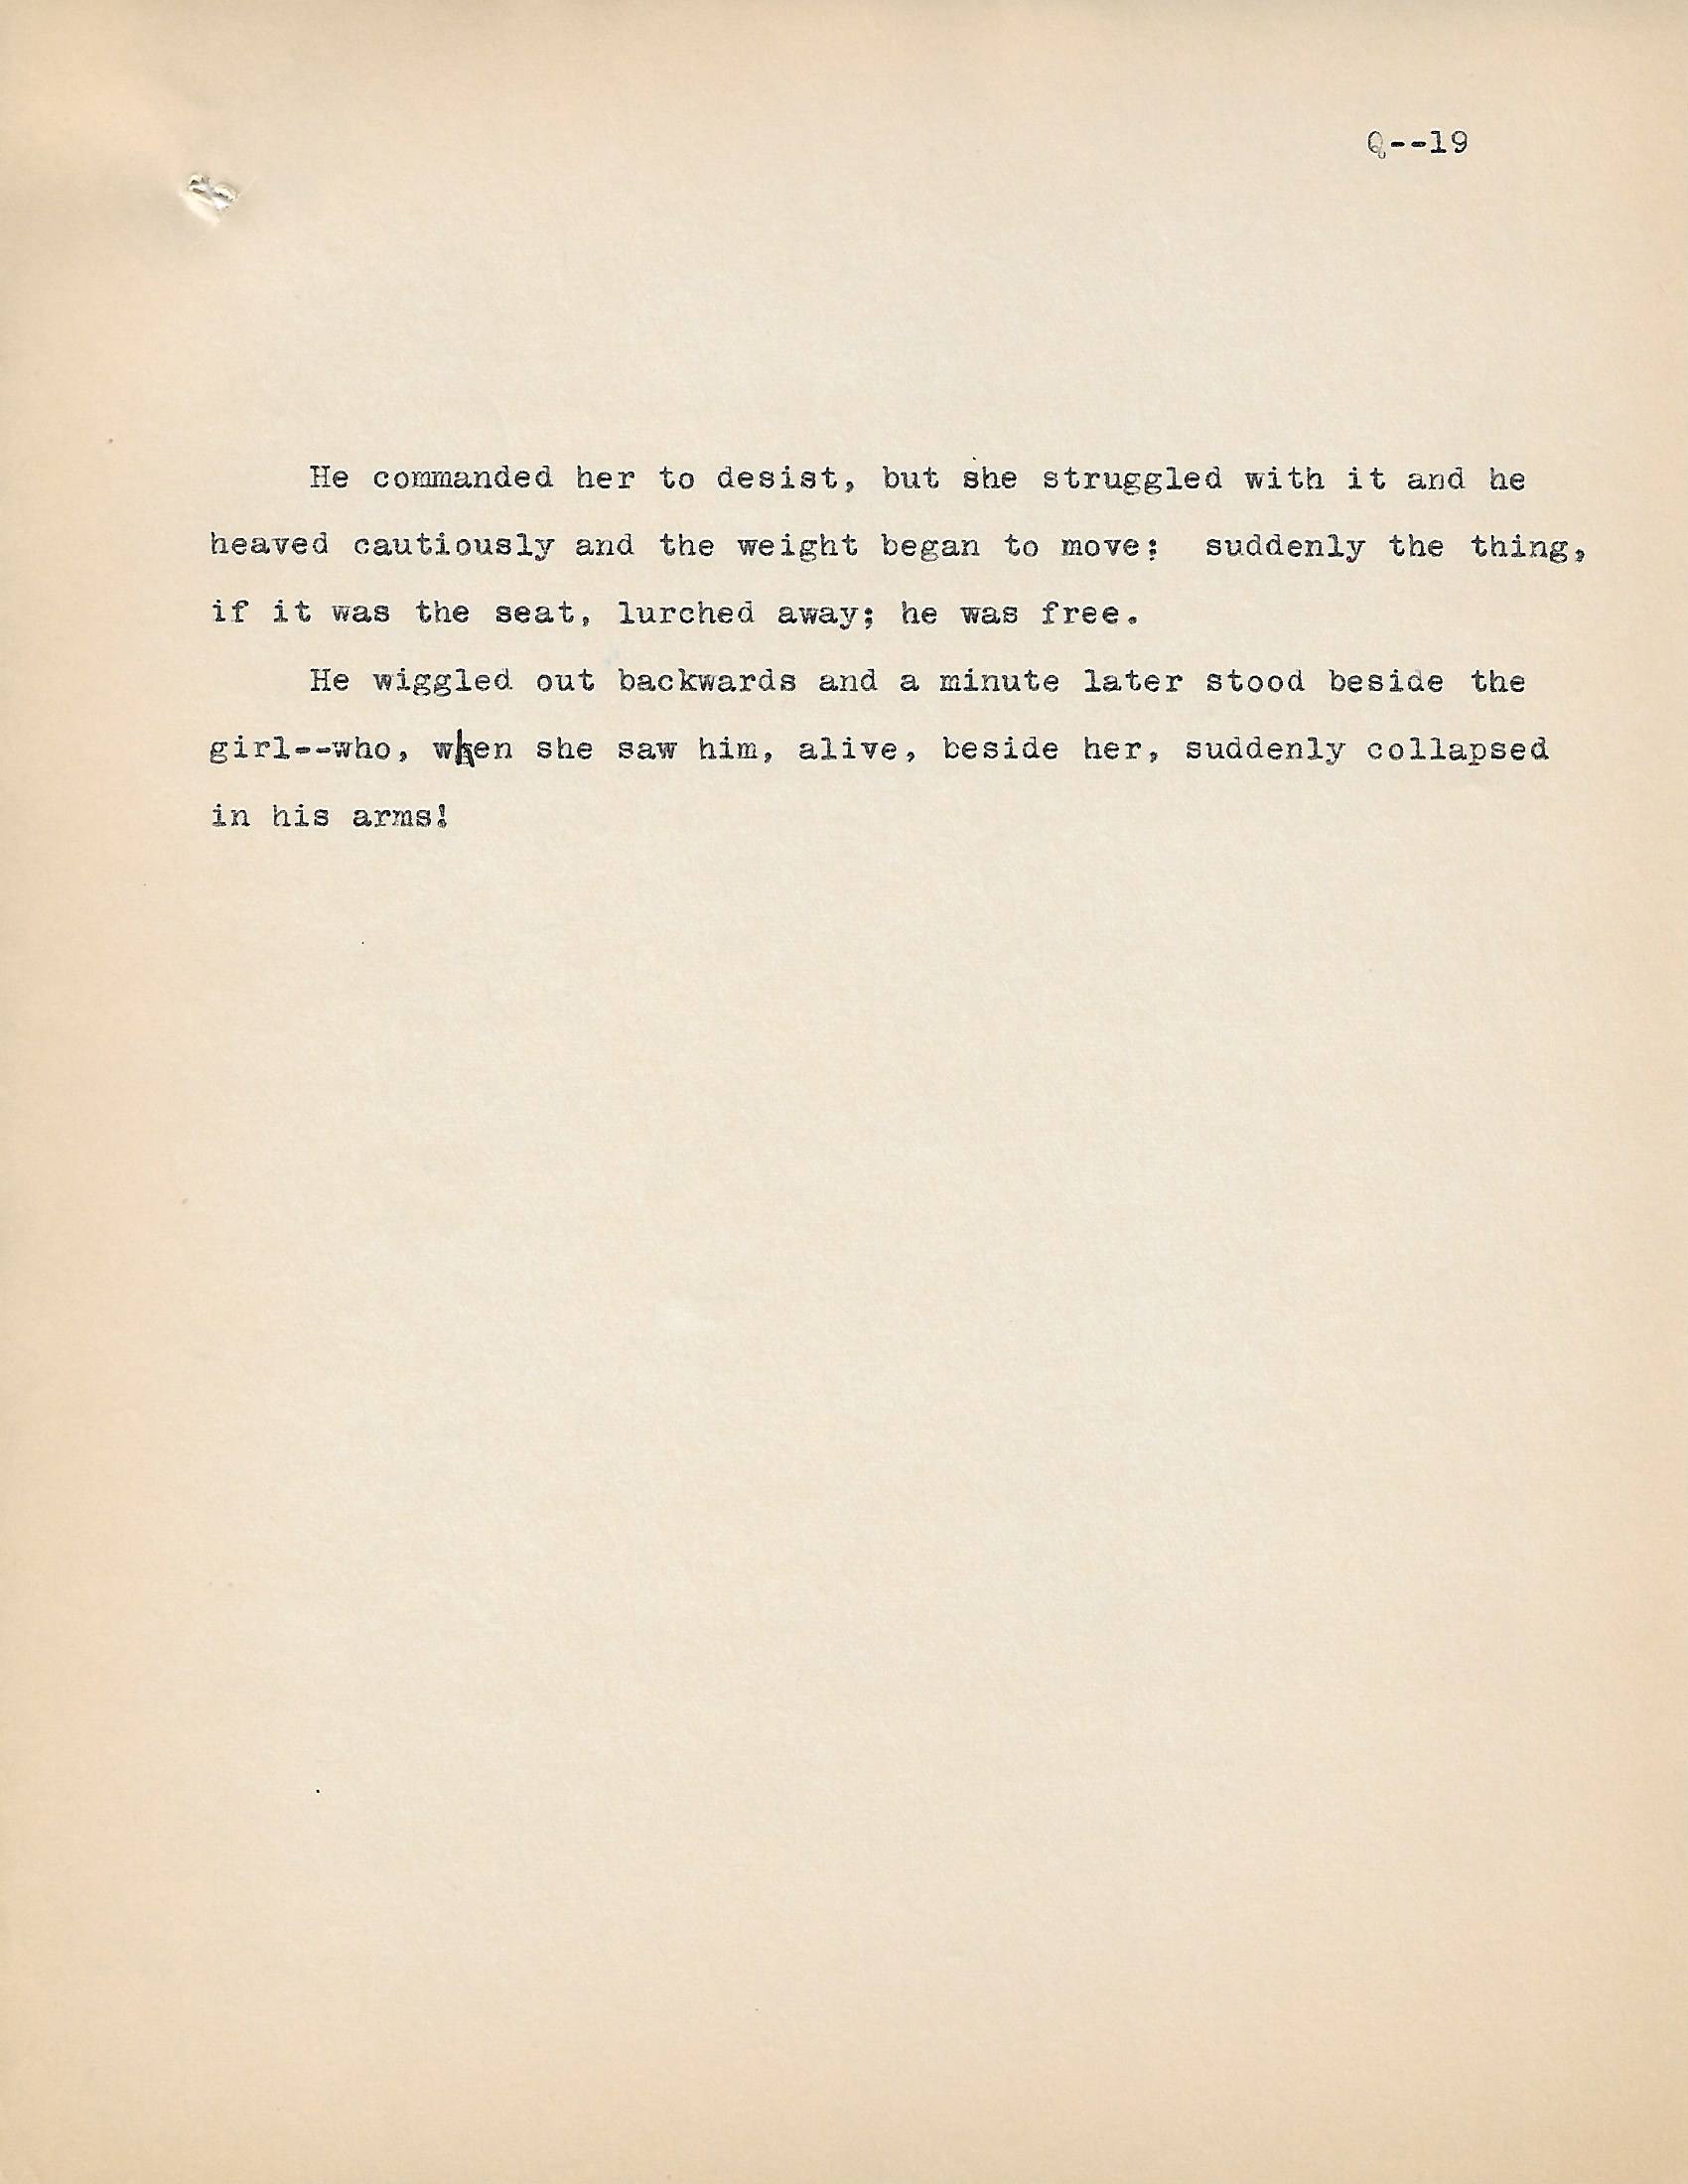 Q--19
He commanded her to desist, but she struggled with it and he
heaved cautiously and the weight began to move:  suddenly the thing,
if it was the seat, lurched away; he was free.
He wiggled out backwards and a minute later stood beside the
girl--who, when she saw him, alive, beside her, suddenly collapsed
in his arms!